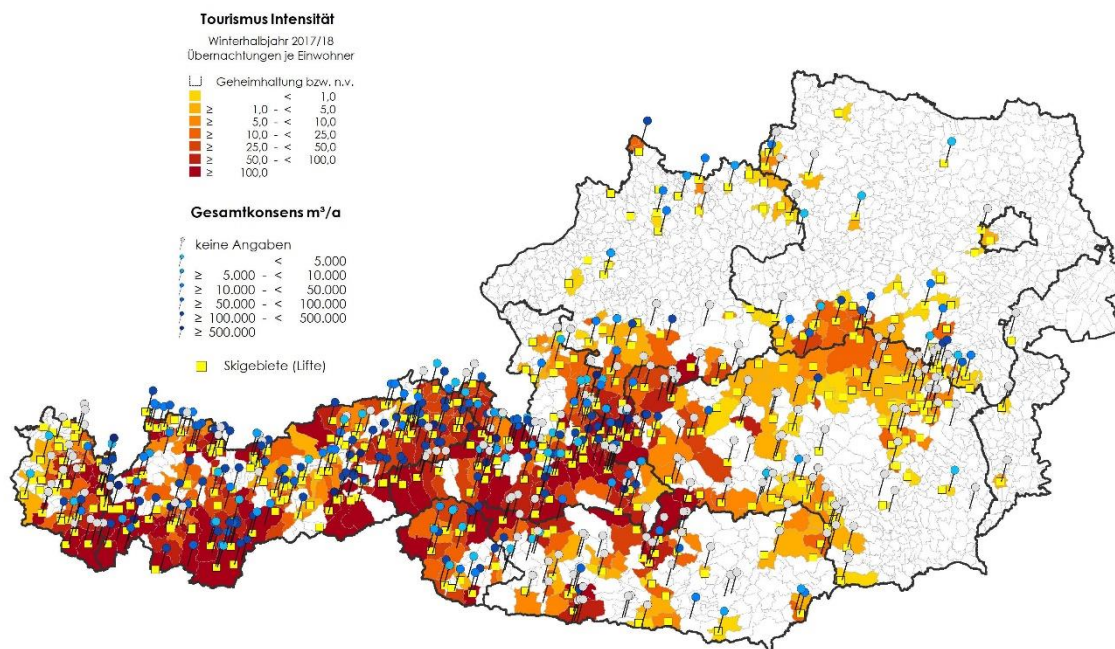 Tourismus Intensität
Winterhalbjahr 2017/18
Übernachtungen je Einwohner
Geheimhaltung bzw. n.v.
< 1,0
≥ 1,0 - < 5,0
≥ 5,0 - < 10,0
≥ 10,0 - < 25,0
≥ 25,0 - < 50,0
≥ 50,0 - < 100,0
≥ 100,0
Gesamtkonsens m³/a
keine Angaben
< 5.000
≥ 5.000 - < 10.000
≥ 10.000 - < 50.000
≥ 50.000 - < 100.000
≥ 100.000 - < 500.000
≥ 500.000
Skigebiete (Lifte)